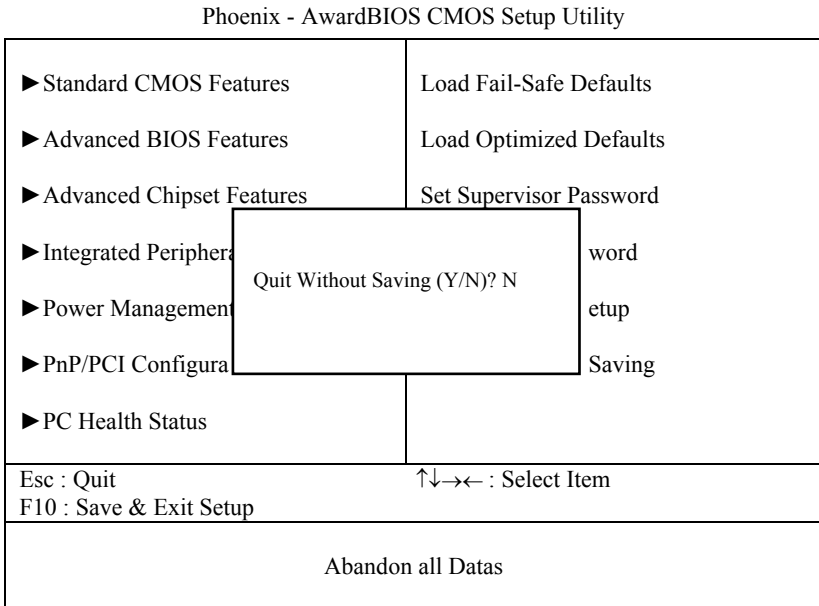 Phoenix - AwardBIOS CMOS Setup Utility
►Standard CMOS Features
►Advanced BIOS Features
►Advanced Chipset Features
►Integrated Periphera
►Power Management
►PnP/PCI Configura
►PC Health Status
Load Fail-Safe Defaults
Load Optimized Defaults
Set Supervisor Password
word
etup
Saving
Quit Without Saving (Y/N)? N
Esc : Quit
↑↓→← : Select Item
F10 : Save & Exit Setup
Abandon all Datas